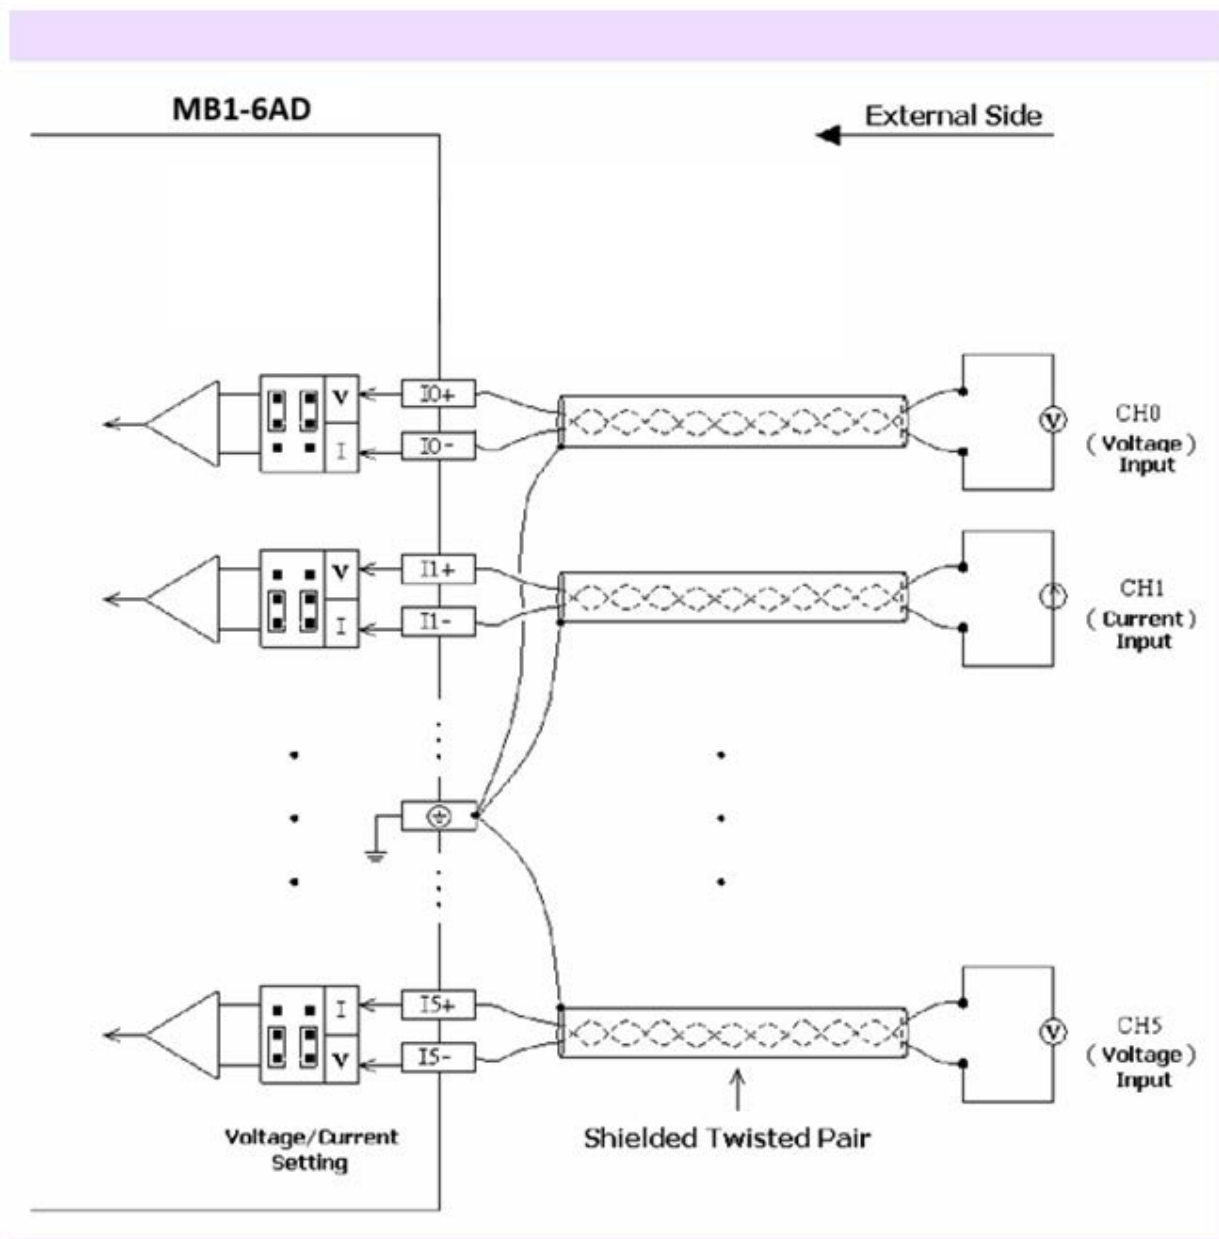 MB1-6AD
External Side
V
I0+
I0-
I
V
CH0
(Voltage)
Input
V
I1+
I1-
I
CH1
(Current)
Input
I
I5+
I5-
V
V
CH5
(Voltage)
Input
Voltage/Current
Setting
Shielded Twisted Pair